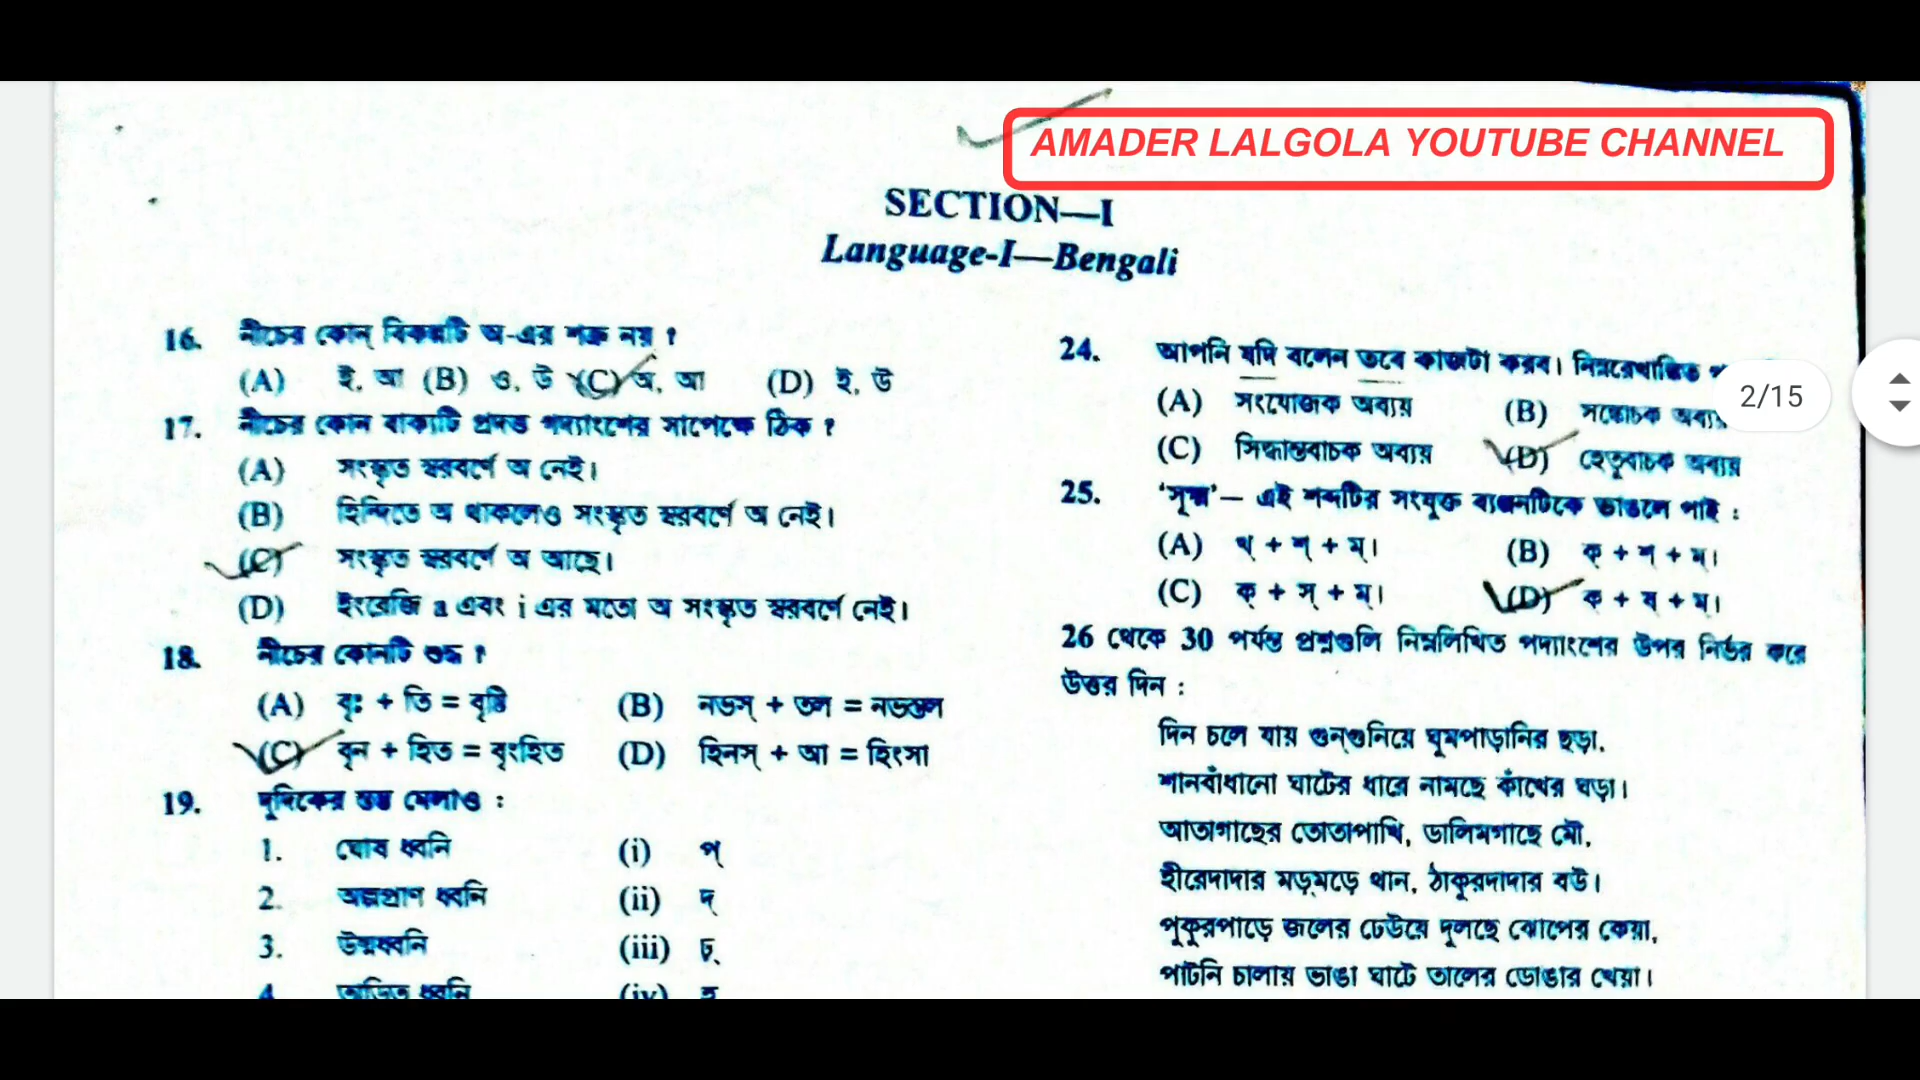 AMADER LALGOLA YOUTUBE CHANNEL
SECTION—I
Language-I—Bengali
16. নীচের কোন্ বিকল্পটি অ-এর শত্রু নয় ?
(A) ই, আ (B) ও, উ (C) অ, আ (D) ই, উ
17. নীচের কোন বাক্যটি প্রদত্ত পদ্যাংশের সাপেক্ষে ঠিক ?
(A) সংস্কৃত স্বরবর্ণে অ নেই।
(B) হিন্দিতে অ থাকলেও সংস্কৃত স্বরবর্ণে অ নেই।
(C) সংস্কৃত স্বরবর্ণে অ আছে।
(D) ইংরেজি a এবং i এর মতো অ সংস্কৃত স্বরবর্ণে নেই।
18. নীচের কোনটি শুদ্ধ ?
(A) বৃঃ + তি = বৃষ্টি (B) নভস্ + তল = নভস্তল
(C) বৃন + হিত = বৃংহিত (D) হিনস্ + আ = হিংসা
19. দুদিকের স্তম্ভ মেলাও :
1. ঘোষ ধ্বনি (i) প্
2. অল্পপ্রাণ ধ্বনি (ii) দ্
3. উষ্মধ্বনি (iii) ড়্
4. তাড়িত ধ্বনি (iv)
24. আপনি যদি বলেন তবে কাজটা করব। নিম্নরেখাঙ্কিত
(A) সংযোজক অব্যয় (B) সঙ্কোচক
(C) সিদ্ধান্তবাচক অব্যয় (D) হেতুবাচক অব্যয়
25. ‘সূক্ষ্ম’— এই শব্দটির সংযুক্ত ব্যঞ্জনটিকে ভাঙলে পাই :
(A) খ্ + শ্ + ম্। (B) ক্ + শ + ম।
(C) ক্ + স্ + ম্। (D) ক্ + ষ + ম।
26 থেকে 30 পর্যন্ত প্রশ্নগুলি নিম্নলিখিত পদ্যাংশের উপর নির্ভর করে
উত্তর দিন :
দিন চলে যায় গুন্‌গুনিয়ে ঘুমপাড়ানির ছড়া,
শানবাঁধানো ঘাটের ধারে নামছে কাঁখের ঘড়া।
আতাগাছের তোতাপাখি, ডালিমগাছে মৌ,
হীরেদাদার মড়্‌মড়ে থান, ঠাকুরদাদার বউ।
পুকুরপাড়ে জলের ঢেউয়ে দুলছে ঝোপের কেয়া,
পাটনি চালায় ভাঙা ঘাটে তালের ডোঙার খেয়া।
2/15